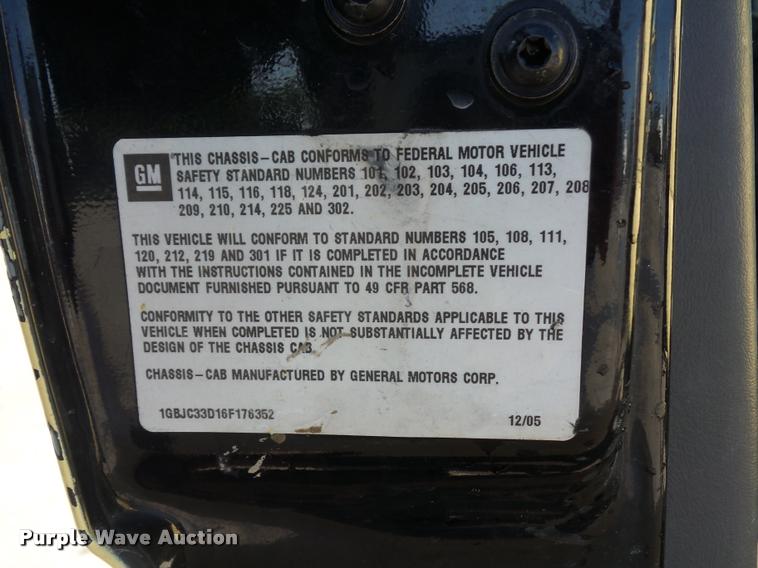 GM
THIS CHASSIS-CAB CONFORMS TO FEDERAL MOTOR VEHICLE
SAFETY STANDARD NUMBERS 101, 102, 103, 104, 106, 113,
114, 115, 116, 118, 124, 201, 202, 203, 204, 205, 206, 207, 208
209, 210, 214, 225 AND 302.
THIS VEHICLE WILL CONFORM TO STANDARD NUMBERS 105, 108, 111,
120, 212, 219 AND 301 IF IT IS COMPLETED IN ACCORDANCE
WITH THE INSTRUCTIONS CONTAINED IN THE INCOMPLETE VEHICLE
DOCUMENT FURNISHED PURSUANT TO 49 CFR PART 568.
CONFORMITY TO THE OTHER SAFETY STANDARDS APPLICABLE TO THIS
VEHICLE WHEN COMPLETED IS NOT SUBSTANTIALLY AFFECTED BY THE
DESIGN OF THE CHASSIS CAB.
CHASSIS-CAB MANUFACTURED BY GENERAL MOTORS CORP.
1GBJC33D16F176352 12/05
Purple Wave Auction